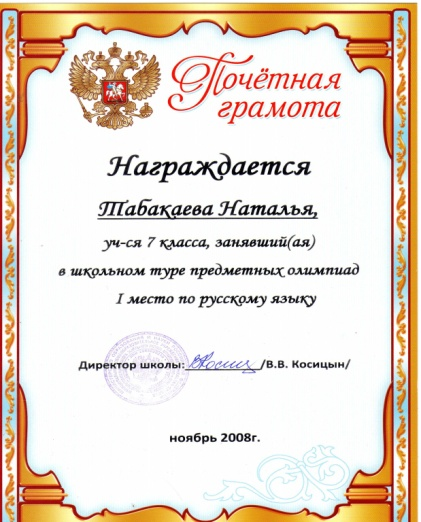 Почётная
грамота
Награждается
Табакаева Наталья,
уч-ся 7 класса, занявший(ая)
в школьном туре предметных олимпиад
I место по русскому языку
Директор школы: /В.В. Косицын/
ноябрь 2008г.